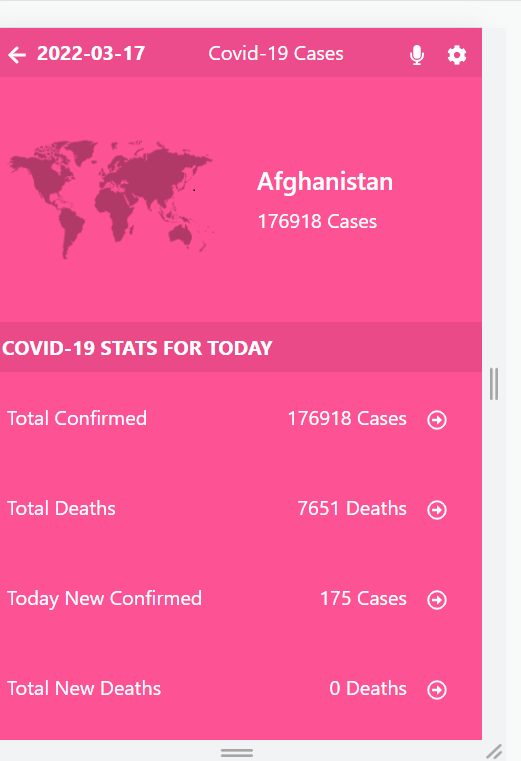 2022-03-17 Covid-19 Cases
Afghanistan
176918 Cases
COVID-19 STATS FOR TODAY
Total Confirmed 176918 Cases
Total Deaths 7651 Deaths
Today New Confirmed 175 Cases
Total New Deaths 0 Deaths